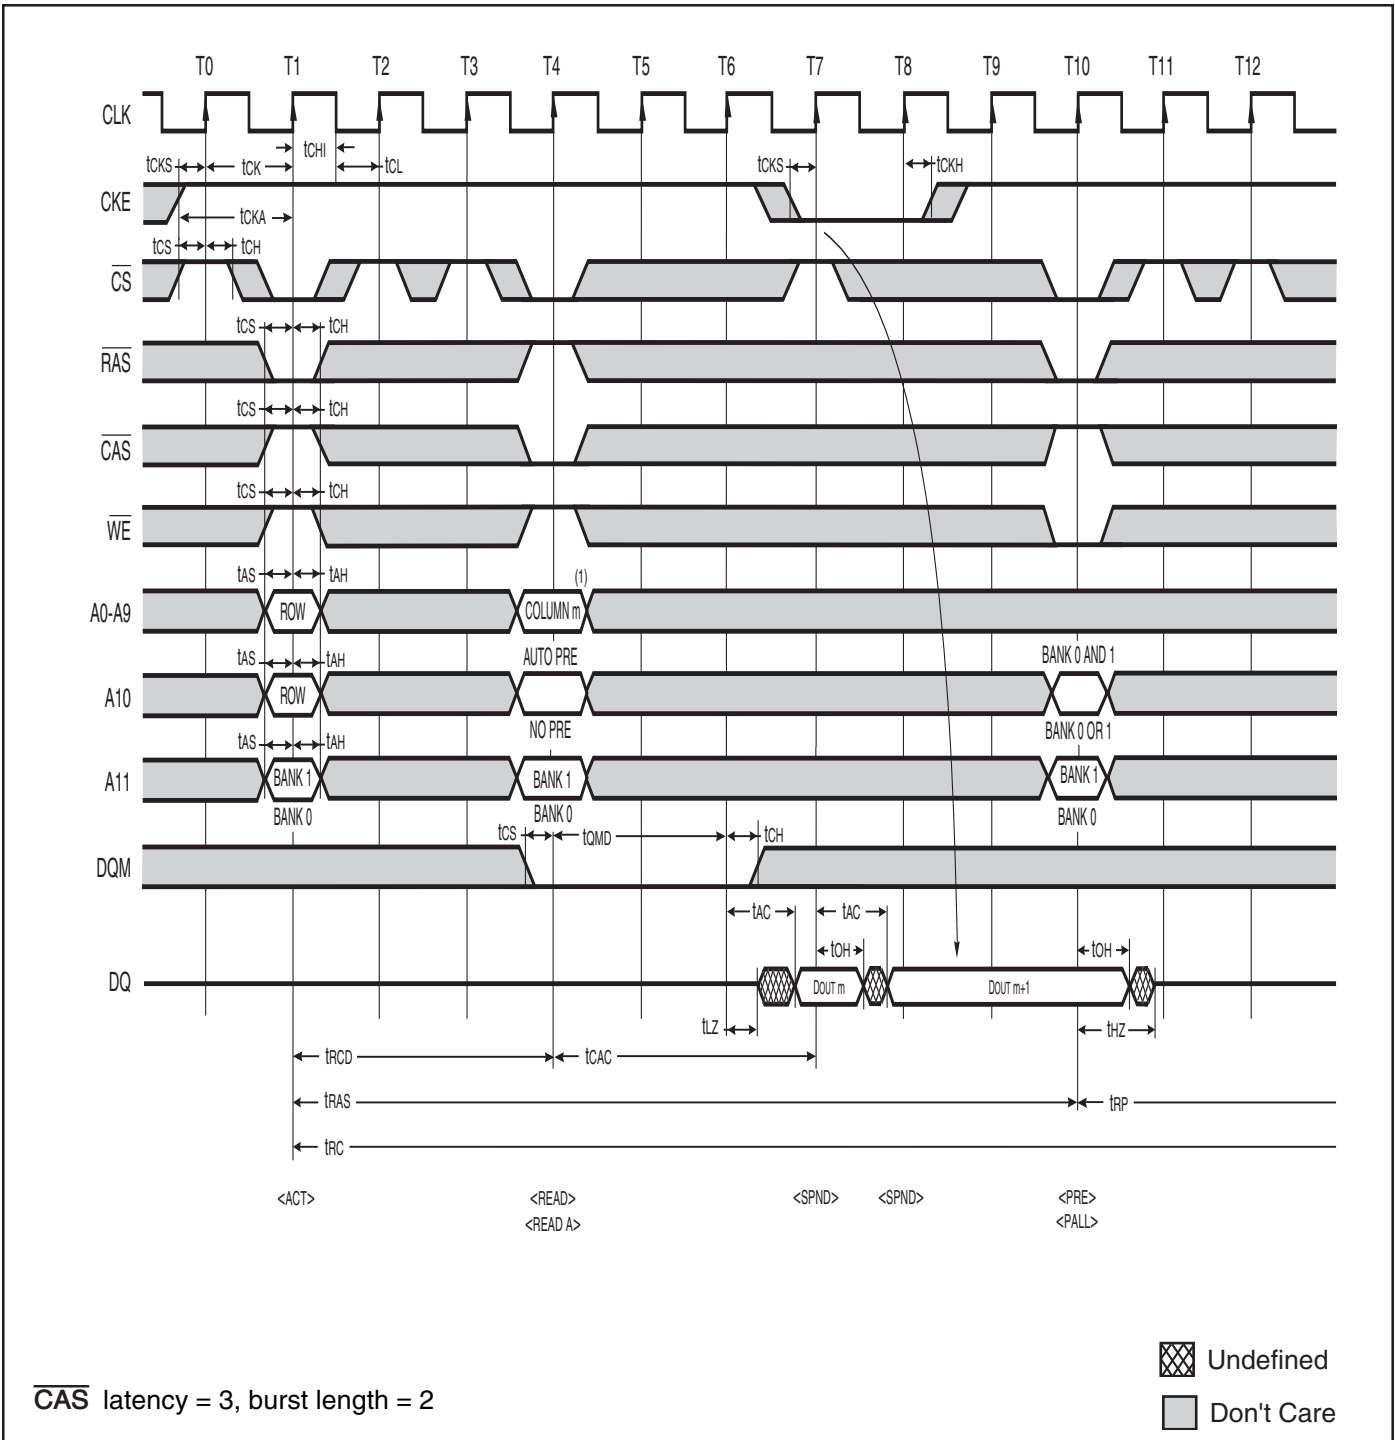 T0 T1 T2 T3 T4 T5 T6 T7 T8 T9 T10 T11 T12
CLK
tCHI
tCKS tCK tCL tCKS tCKH
CKE
tCKA
tCS tCH
CS
tCS tCH
RAS
tCS tCH
CAS
tCS tCH
WE
tAS tAH (1)
A0-A9 ROW COLUMN m
tAS tAH AUTO PRE BANK 0 AND 1
A10 ROW
NO PRE BANK 0 OR 1
tAS tAH
A11 BANK 1 BANK 1 BANK 1
BANK 0 BANK 0 BANK 0
tCS tQMD tCH
DQM
tAC tAC
tOH tOH
DQ DOUT m DOUT m+1
tLZ tHZ
tRCD tCAC
tRAS tRP
tRC
<ACT> <READ> <SPND> <SPND> <PRE>
<READ A> <PALL>
Undefined
CAS latency = 3, burst length = 2
Don't Care